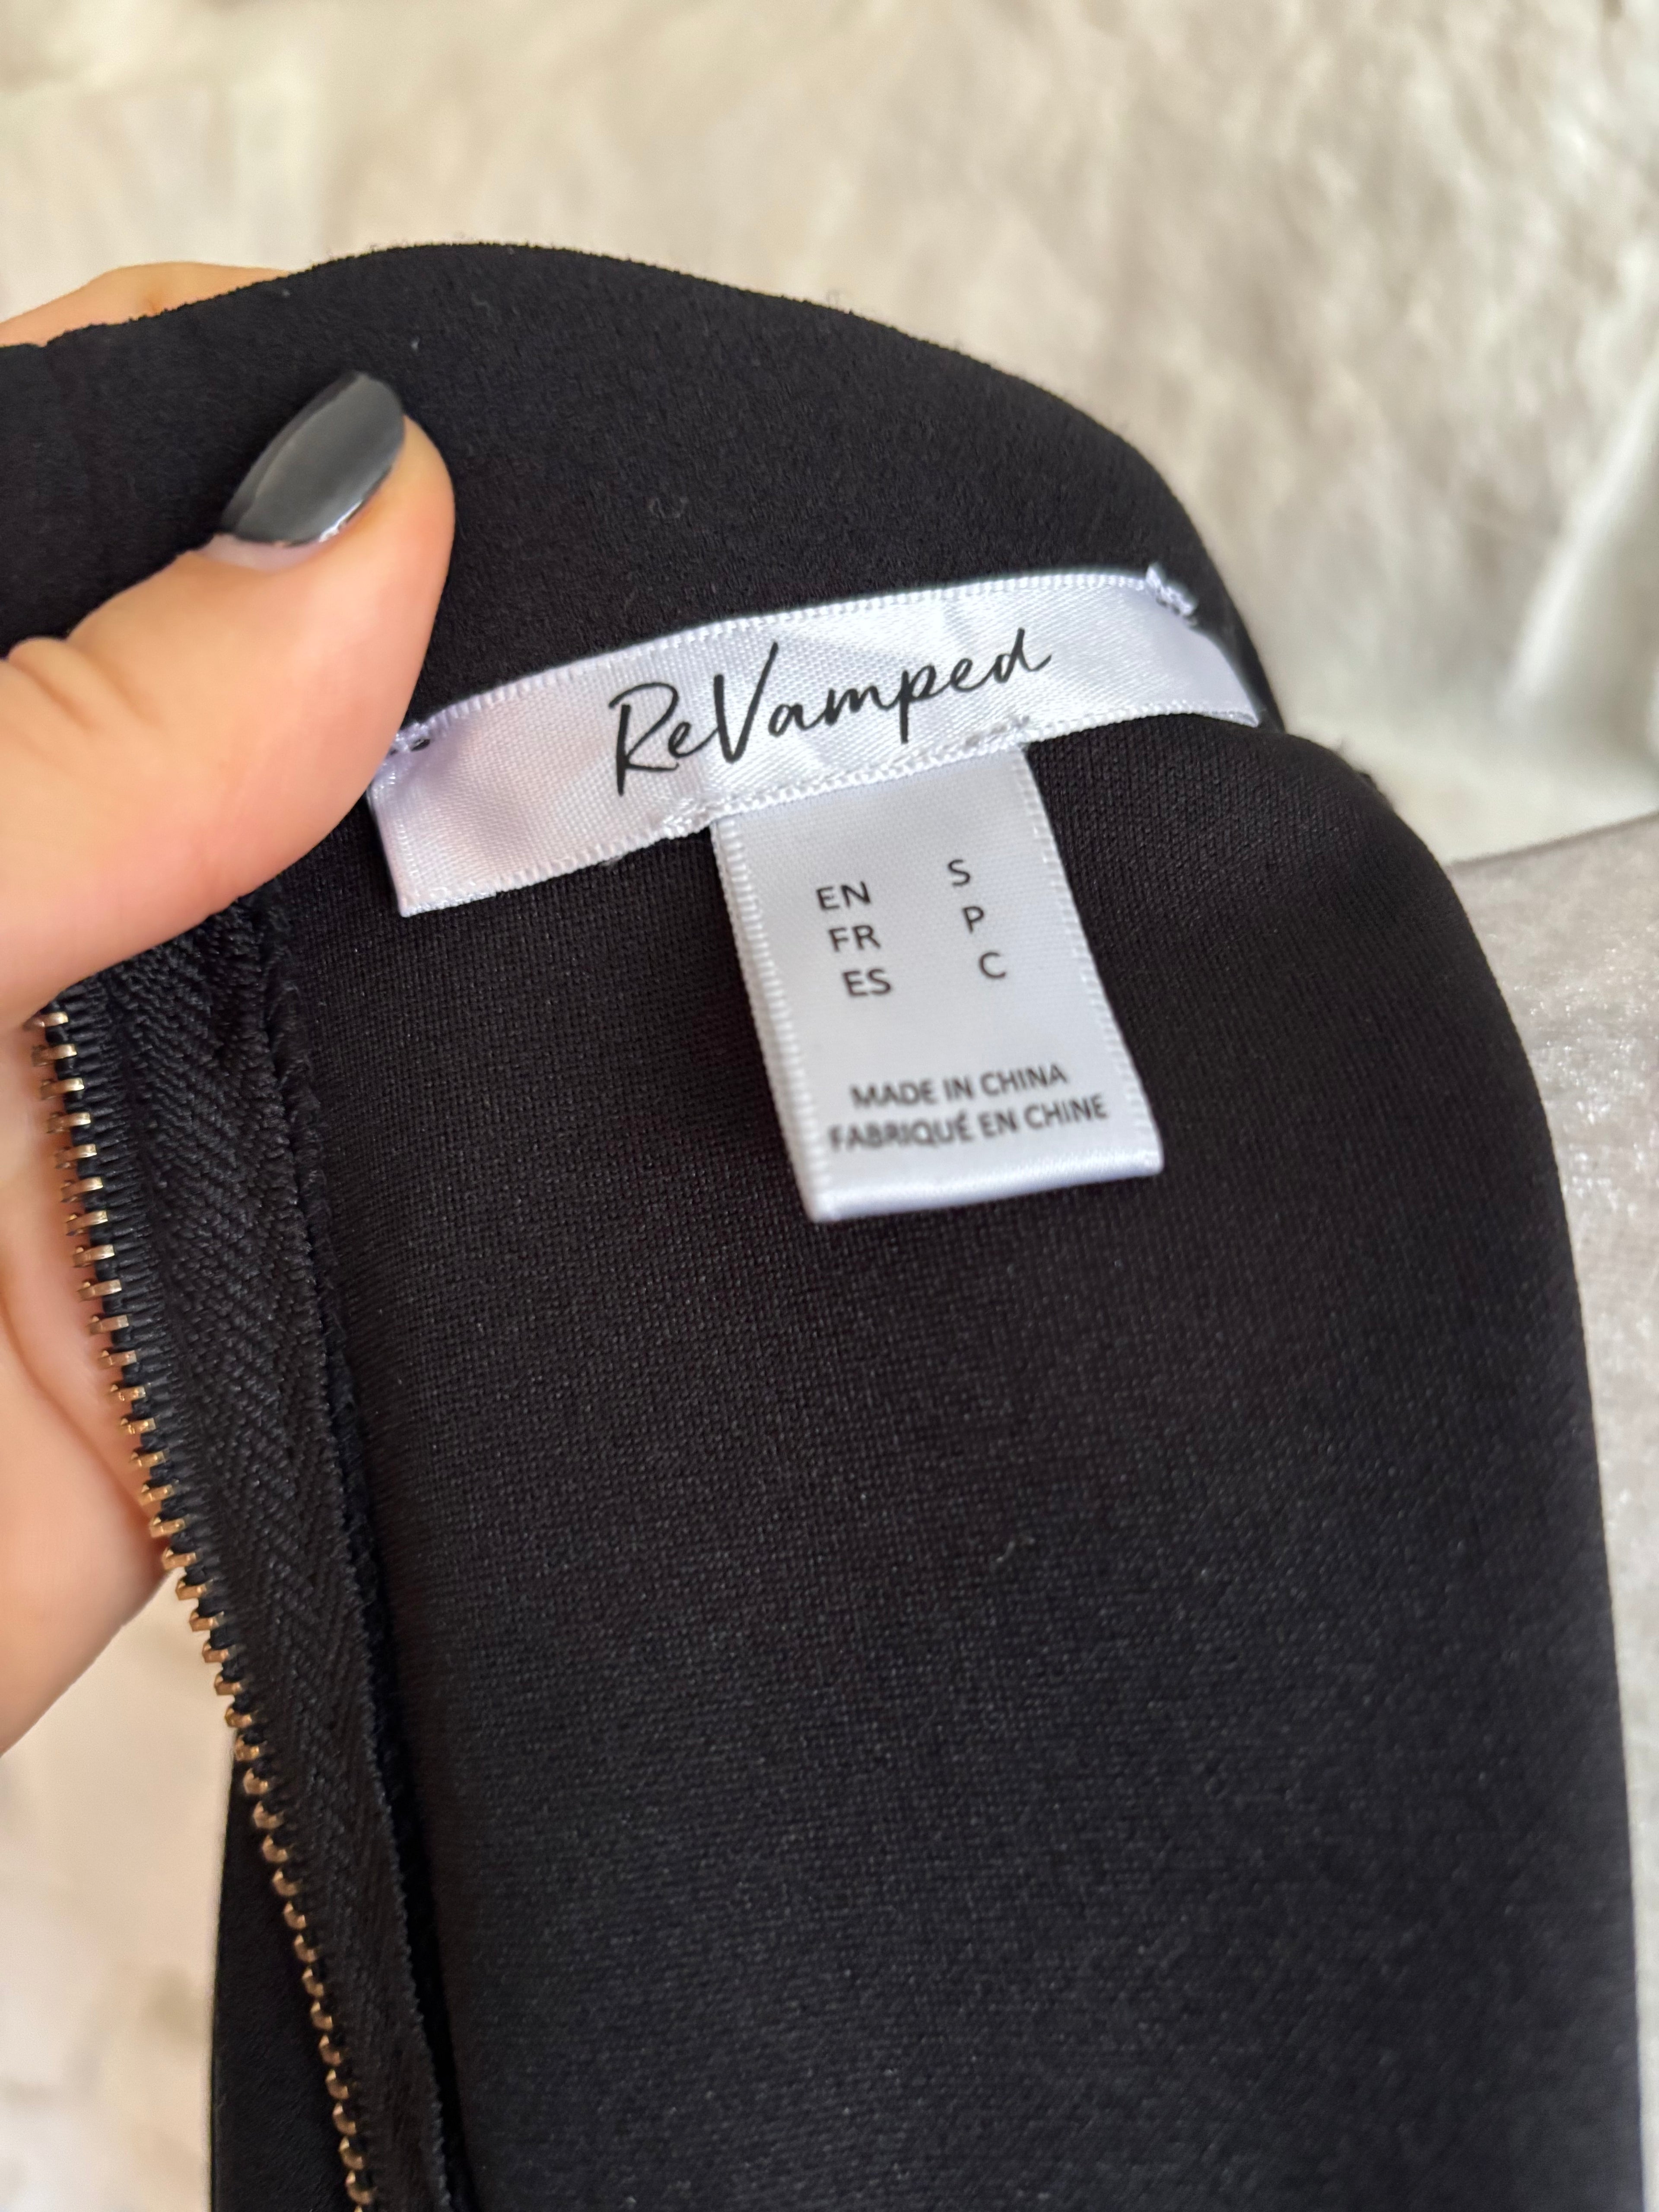 ReVamped
EN S
FR P
ES C
MADE IN CHINA
FABRIQUÉ EN CHINE